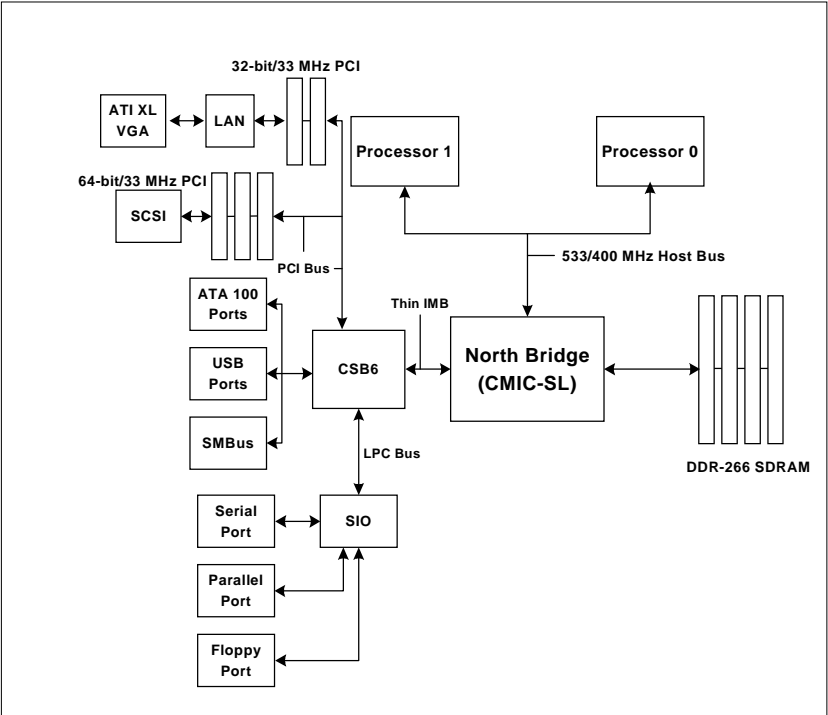 32-bit/33 MHz PCI
ATI XL
VGA
LAN
Processor 1
Processor 0
64-bit/33 MHz PCI
SCSI
533/400 MHz Host Bus
PCI Bus
ATA 100
Ports
Thin IMB
North Bridge
(CMIC-SL)
USB
Ports
CSB6
SMBus
LPC Bus
DDR-266 SDRAM
Serial
Port
SIO
Parallel
Port
Floppy
Port